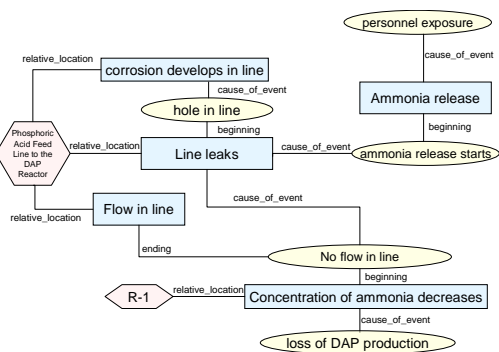 personnel exposure
relative_location
cause_of_event
corrosion develops in line
cause_of_event
Ammonia release
hole in line
beginning
beginning
Phosphoric
Acid Feed
Line to the
DAP
Reactor
relative_location
Line leaks
cause_of_event
ammonia release starts
relative_location
Flow in line
cause_of_event
ending
No flow in line
beginning
R-1
relative_location
Concentration of ammonia decreases
cause_of_event
loss of DAP production